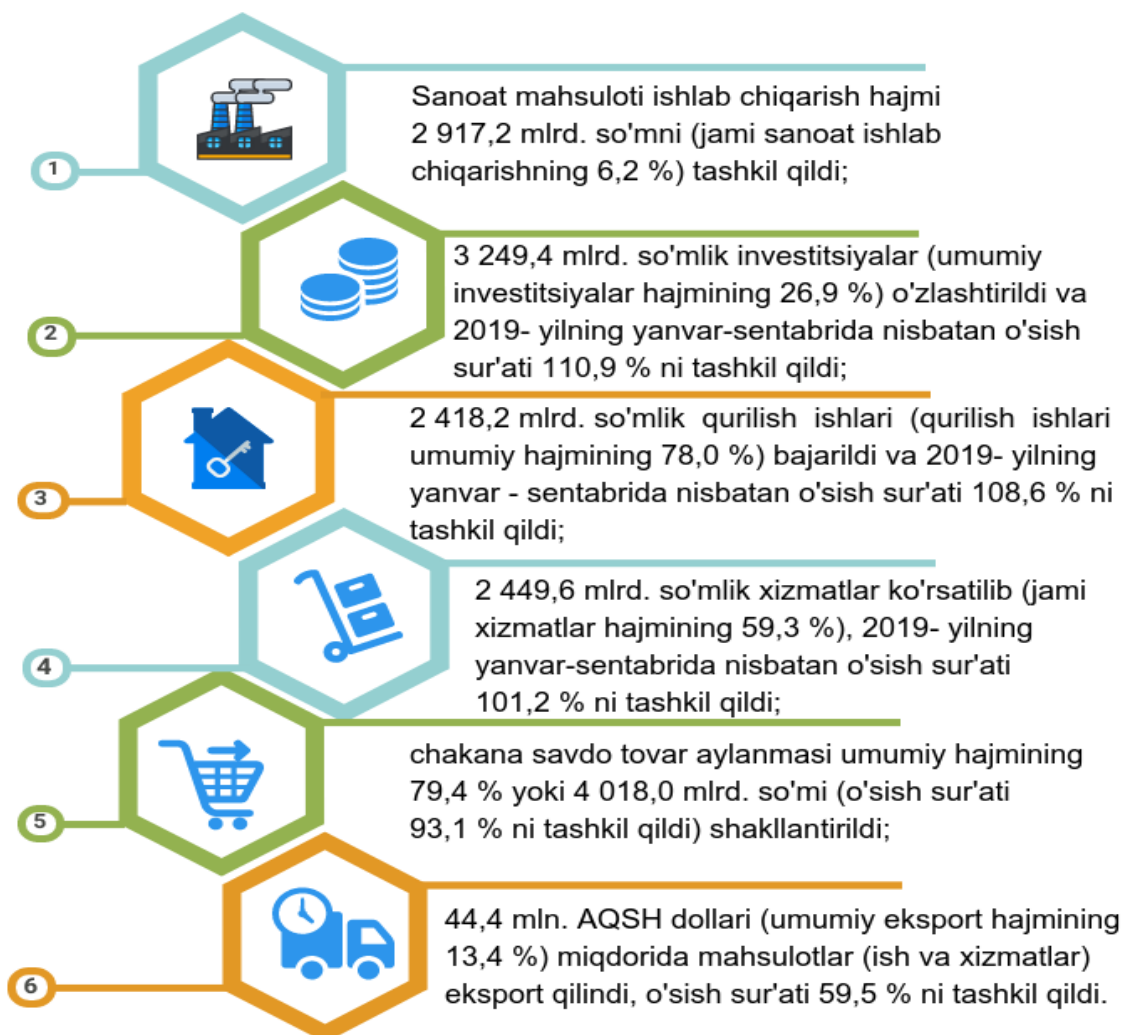 1
Sanoat mahsuloti ishlab chiqarish hajmi
2 917,2 mlrd. so'mni (jami sanoat ishlab
chiqarishning 6,2 %) tashkil qildi;
2
3 249,4 mlrd. so'mlik investitsiyalar (umumiy
investitsiyalar hajmining 26,9 %) o'zlashtirildi va
2019- yilning yanvar-sentabrida nisbatan o'sish
sur'ati 110,9 % ni tashkil qildi;
3
2 418,2 mlrd. so'mlik qurilish ishlari (qurilish ishlari
umumiy hajmining 78,0 %) bajarildi va 2019- yilning
yanvar - sentabrida nisbatan o'sish sur'ati 108,6 % ni
tashkil qildi;
4
2 449,6 mlrd. so'mlik xizmatlar ko'rsatilib (jami
xizmatlar hajmining 59,3 %), 2019- yilning
yanvar-sentabrida nisbatan o'sish sur'ati
101,2 % ni tashkil qildi;
5
chakana savdo tovar aylanmasi umumiy hajmining
79,4 % yoki 4 018,0 mlrd. so'mi (o'sish sur'ati
93,1 % ni tashkil qildi) shakllantirildi;
6
44,4 mln. AQSH dollari (umumiy eksport hajmining
13,4 %) miqdorida mahsulotlar (ish va xizmatlar)
eksport qilindi, o'sish sur'ati 59,5 % ni tashkil qildi.